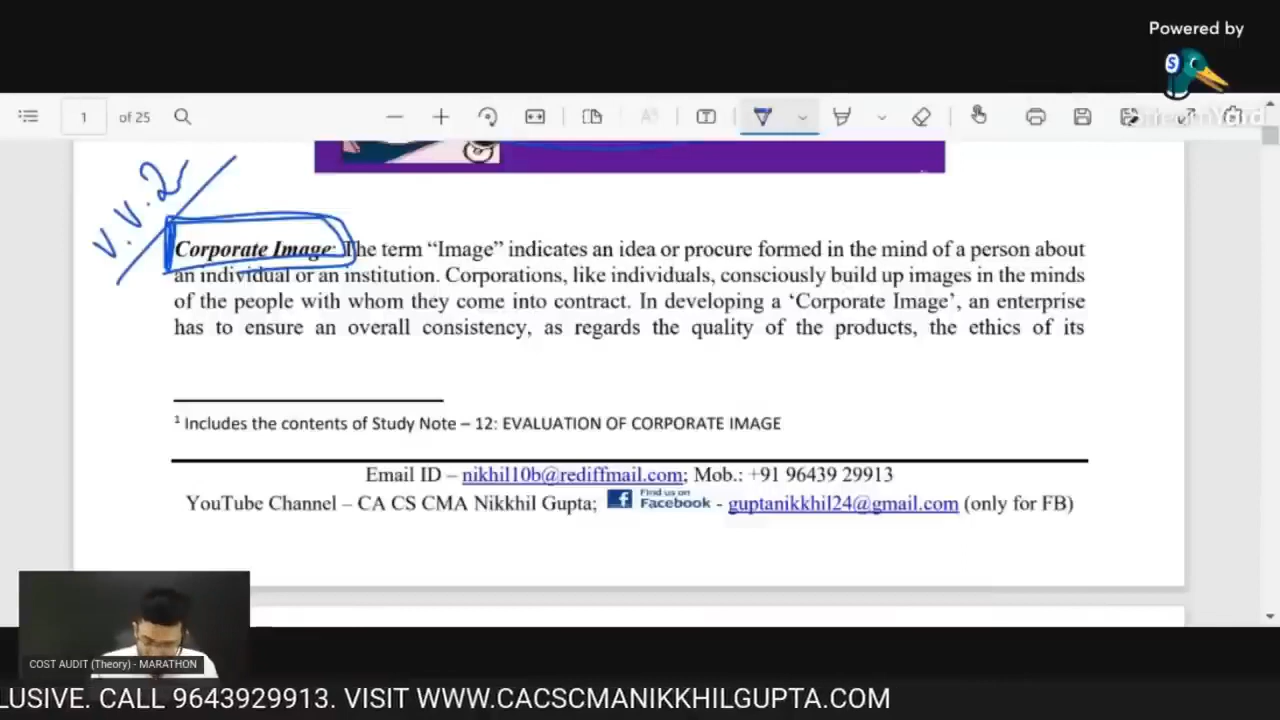 Powered by
1 of 25
V.V.2
Corporate Image: The term “Image” indicates an idea or procure formed in the mind of a person about
an individual or an institution. Corporations, like individuals, consciously build up images in the minds
of the people with whom they come into contract. In developing a ‘Corporate Image’, an enterprise
has to ensure an overall consistency, as regards the quality of the products, the ethics of its
1 Includes the contents of Study Note – 12: EVALUATION OF CORPORATE IMAGE
Email ID – nikhil10b@rediffmail.com; Mob.: +91 96439 29913
YouTube Channel – CA CS CMA Nikkhil Gupta; Find us on Facebook - guptanikkhil24@gmail.com (only for FB)
COST AUDIT (Theory) - MARATHON
LUSIVE. CALL 9643929913. VISIT WWW.CACSCMANIKKHILGUPTA.COM